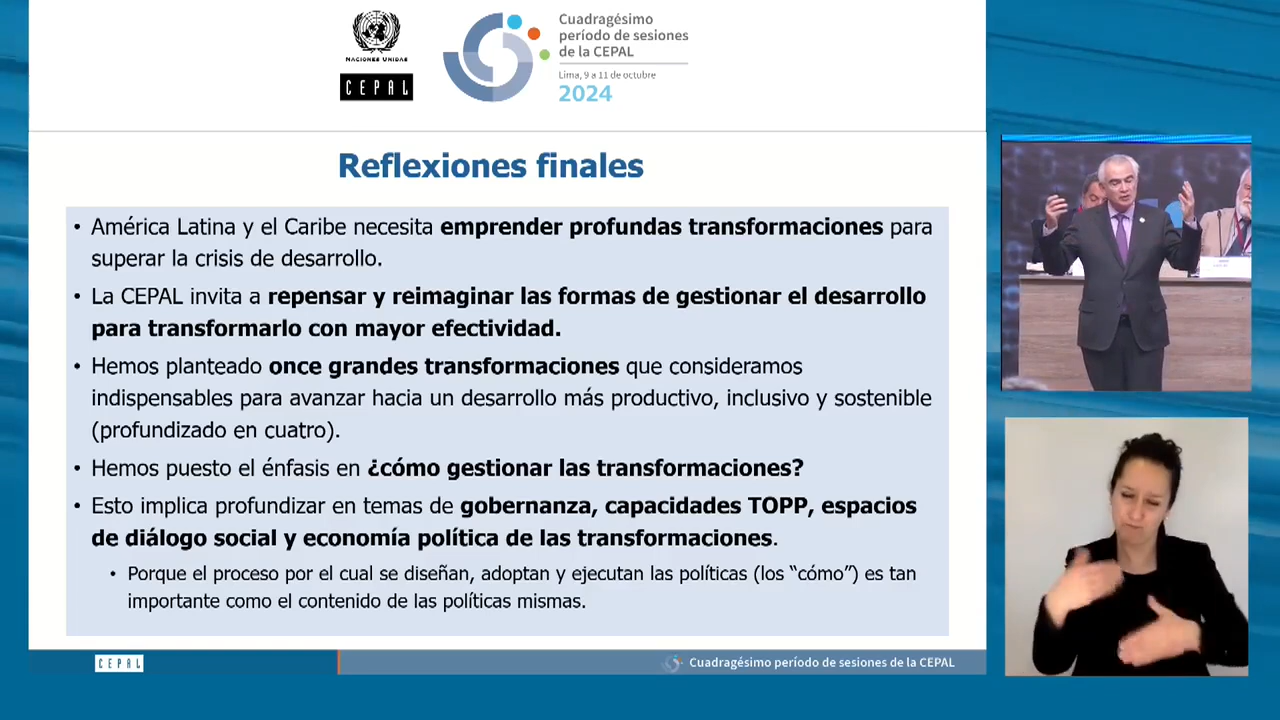 NACIONES UNIDAS
CEPAL
Cuadragésimo
período de sesiones
de la CEPAL
Lima, 9 a 11 de octubre
2024
Reflexiones finales
• América Latina y el Caribe necesita emprender profundas transformaciones para
superar la crisis de desarrollo.
• La CEPAL invita a repensar y reimaginar las formas de gestionar el desarrollo
para transformarlo con mayor efectividad.
• Hemos planteado once grandes transformaciones que consideramos
indispensables para avanzar hacia un desarrollo más productivo, inclusivo y sostenible
(profundizado en cuatro).
• Hemos puesto el énfasis en ¿cómo gestionar las transformaciones?
• Esto implica profundizar en temas de gobernanza, capacidades TOPP, espacios
de diálogo social y economía política de las transformaciones.
• Porque el proceso por el cual se diseñan, adoptan y ejecutan las políticas (los “cómo”) es tan
importante como el contenido de las políticas mismas.
CEPAL
Cuadragésimo período de sesiones de la CEPAL